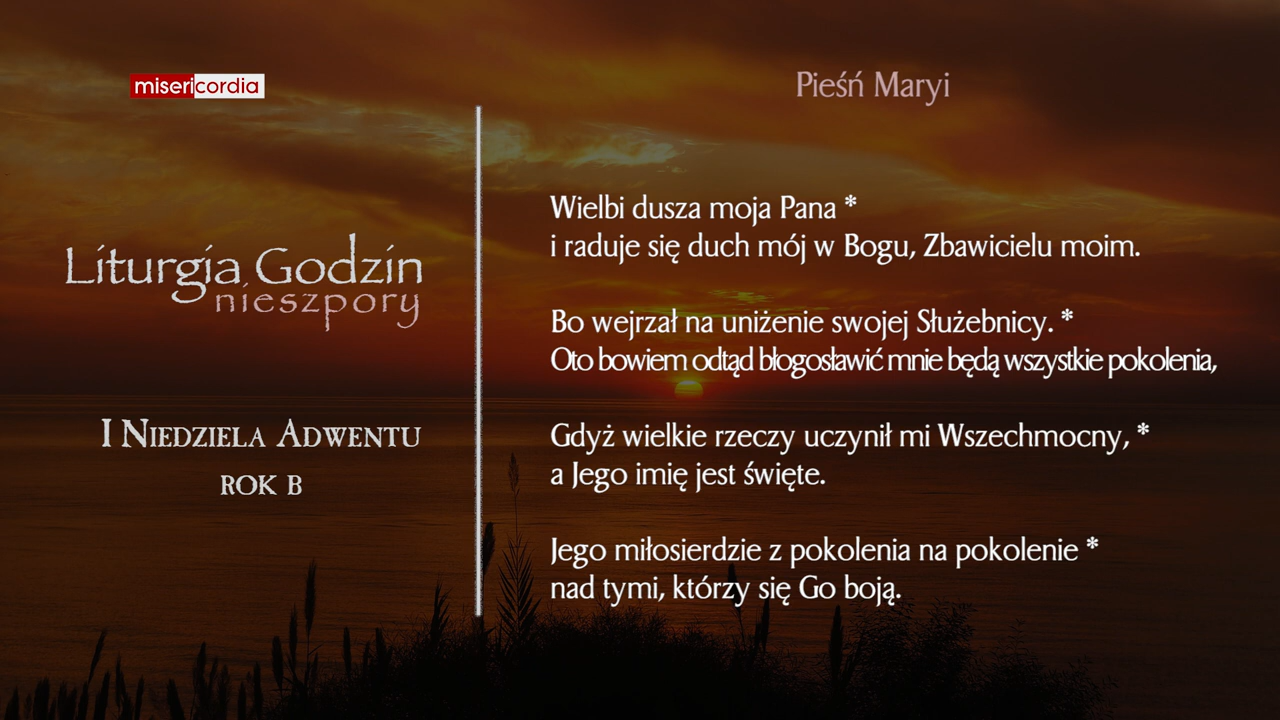 misericordia
Liturgia Godzin
nieszpory
I Niedziela Adwentu
rok B
Pieśń Maryi
Wielbi dusza moja Pana *
i raduje się duch mój w Bogu, Zbawicielu moim.
Bo wejrzał na uniżenie swojej Służebnicy. *
Oto bowiem odtąd błogosławić mnie będą wszystkie pokolenia,
Gdyż wielkie rzeczy uczynił mi Wszechmocny, *
a Jego imię jest święte.
Jego miłosierdzie z pokolenia na pokolenie *
nad tymi, którzy się Go boją.